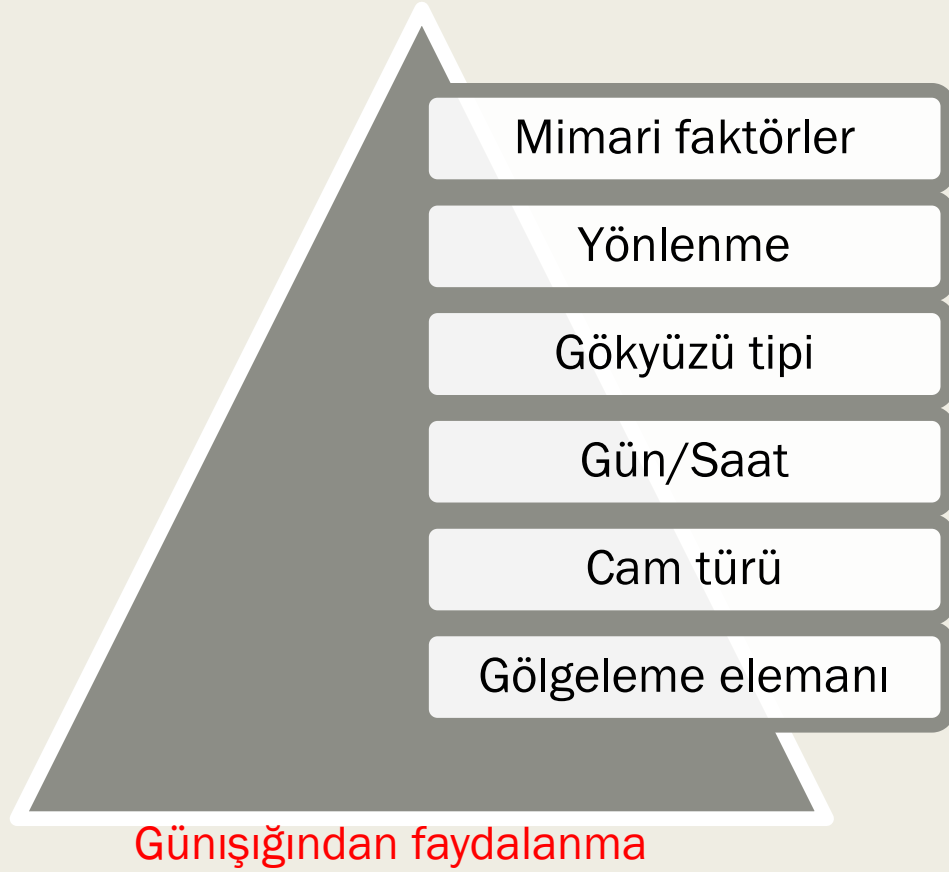 Mimari faktörler
Yönlenme
Gökyüzü tipi
Gün/Saat
Cam türü
Gölgeleme elemanı
Günışığından faydalanma